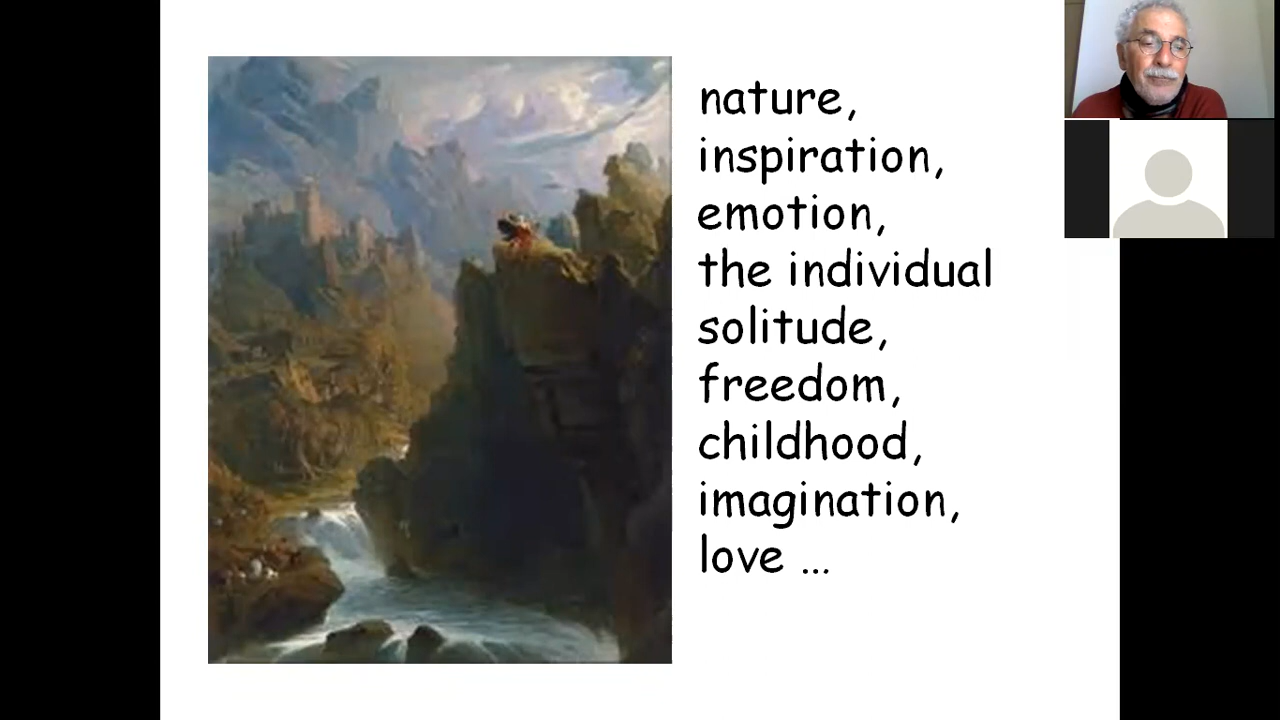 nature,
inspiration,
emotion,
the individual
solitude,
freedom,
childhood,
imagination,
love ...